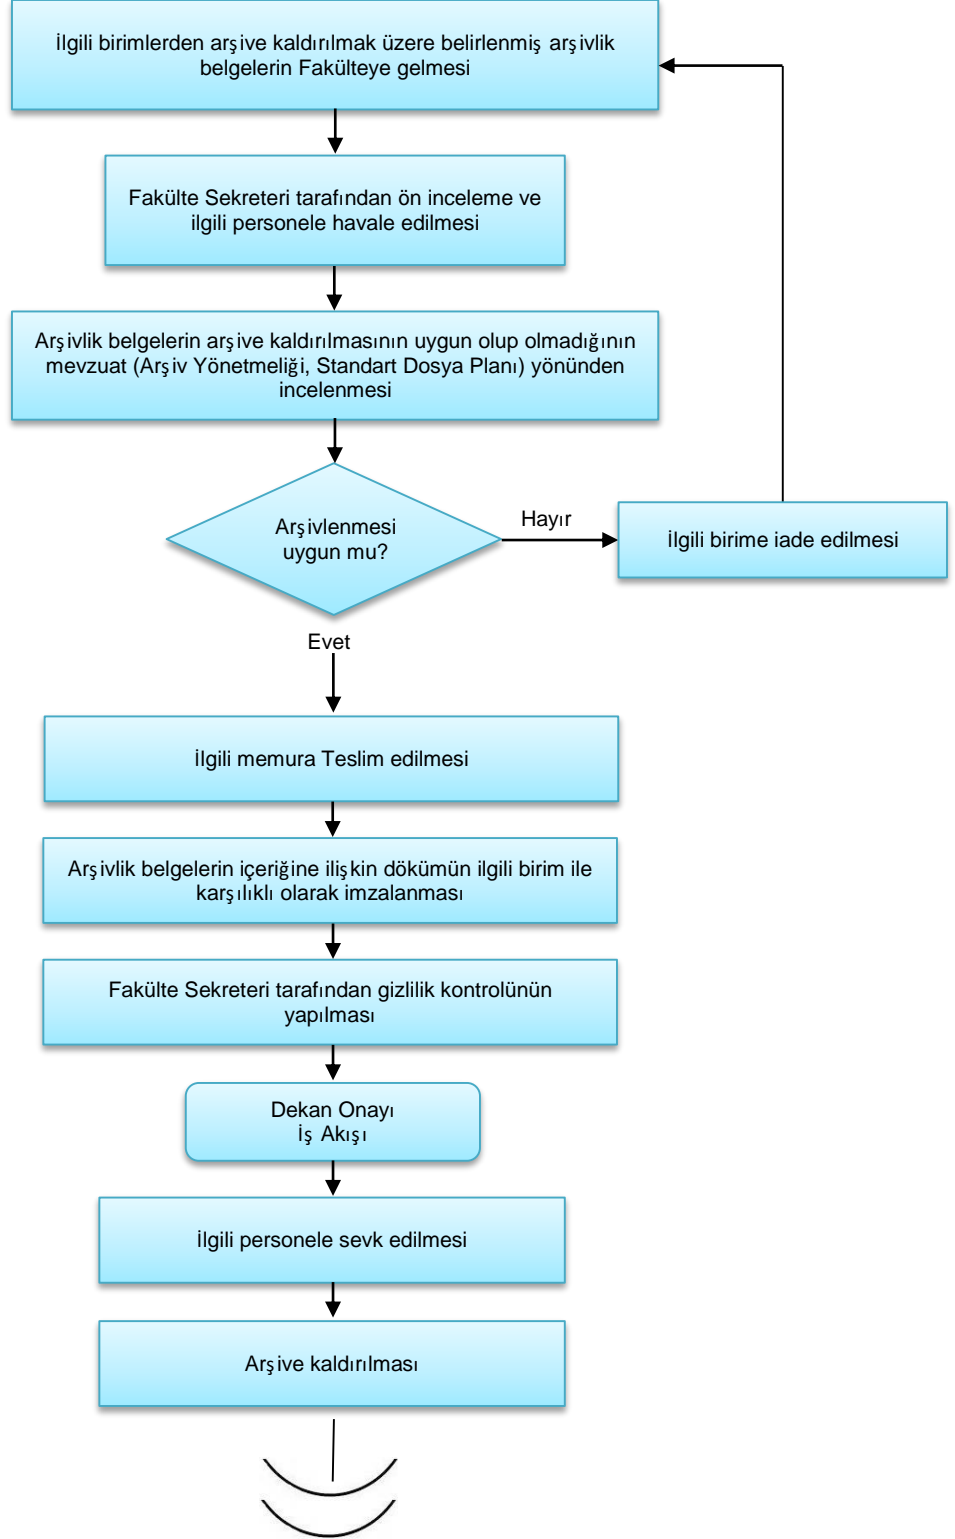 İlgili birimlerden arşive kaldırılmak üzere belirlenmiş arşivlik
belgelerin Fakülteye gelmesi
Fakülte Sekreteri tarafından ön inceleme ve
ilgili personele havale edilmesi
Arşivlik belgelerin arşive kaldırılmasının uygun olup olmadığının
mevzuat (Arşiv Yönetmeliği, Standart Dosya Planı) yönünden
incelenmesi
Arşivlenmesi
uygun mu?
Hayır
İlgili birime iade edilmesi
Evet
İlgili memura Teslim edilmesi
Arşivlik belgelerin içeriğine ilişkin dökümün ilgili birim ile
karşılıklı olarak imzalanması
Fakülte Sekreteri tarafından gizlilik kontrolünün
yapılması
Dekan Onayı
İş Akışı
İlgili personele sevk edilmesi
Arşive kaldırılması